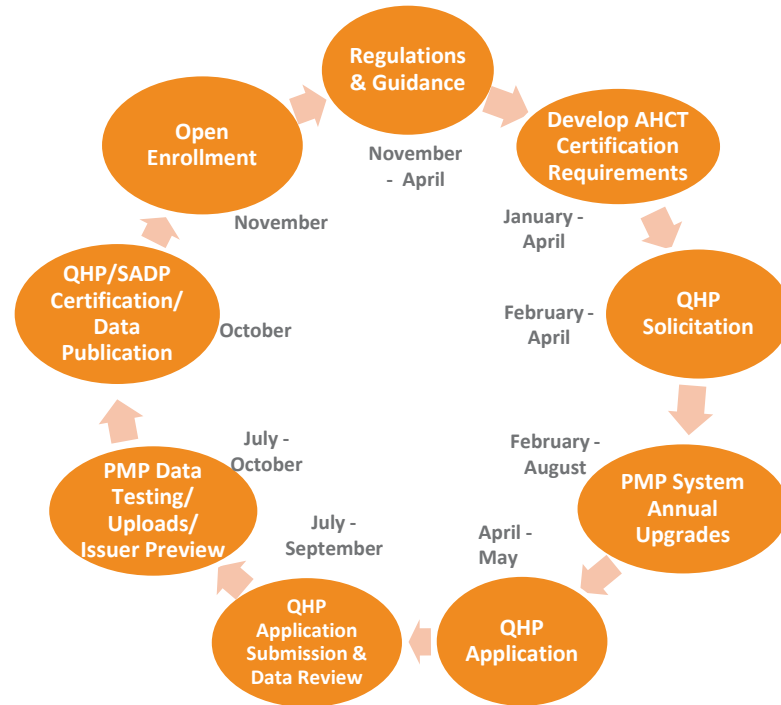 Regulations
& Guidance
November
- April
Develop AHCT
Certification
Requirements
January -
April
QHP
Solicitation
February -
April
PMP System
Annual
Upgrades
February -
August
QHP
Application
April -
May
QHP
Application
Submission &
Data Review
July -
September
PMP Data
Testing/
Uploads/
Issuer Preview
July -
October
QHP/SADP
Certification/
Data
Publication
October
Open
Enrollment
November